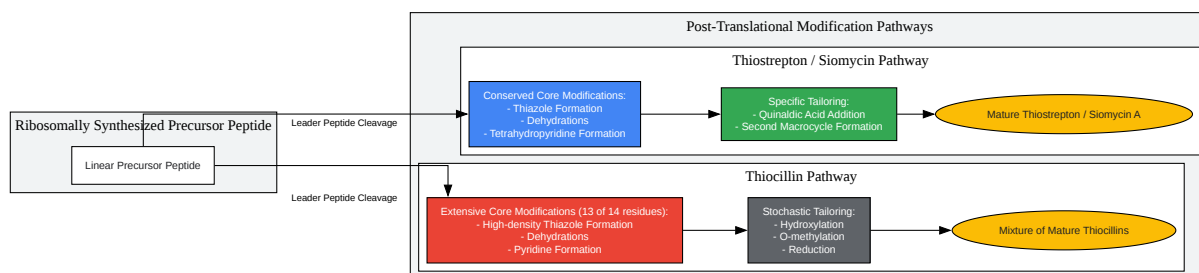 Post-Translational Modification Pathways
Thiostrepton / Siomycin Pathway
Ribosomally Synthesized Precursor Peptide
Linear Precursor Peptide
Leader Peptide Cleavage
Conserved Core Modifications:
- Thiazole Formation
- Dehydrations
- Tetrahydropyridine Formation
Specific Tailoring:
- Quinaldic Acid Addition
- Second Macrocycle Formation
Mature Thiostrepton / Siomycin A
Thiocillin Pathway
Leader Peptide Cleavage
Extensive Core Modifications (13 of 14 residues):
- High-density Thiazole Formation
- Dehydrations
- Pyridine Formation
Stochastic Tailoring:
- Hydroxylation
- O-methylation
- Reduction
Mixture of Mature Thiocillins